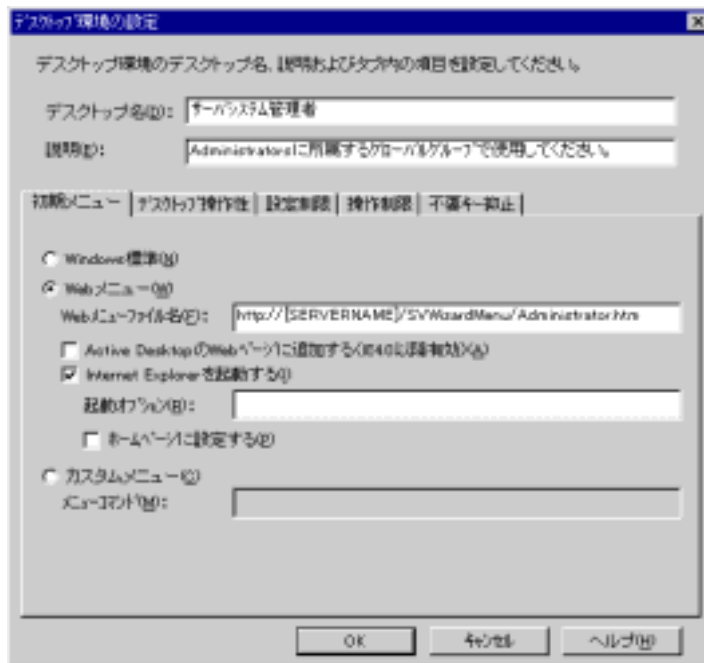 デスクトップ環境の設定
デスクトップ環境のデスクトップ名、説明およびタブ内の項目を設定してください。
デスクトップ名(D): サーバシステム管理者
説明(E): Administratorsに所属するグローバルグループで使用してください。
初期メニュー デスクトップ操作性 設定制限 操作制限 不要キー抑止
Windows標準(N)
Webメニュー(W)
Webメニューファイル名(F): http://[SERVERNAME]/SVWizardMenu/Administrator.htm
Active DesktopのWebページに追加する(IE4.0以降有効)(A)
Internet Explorerを起動する(I)
起動オプション(R):
ホームページに設定する(P)
カスタムメニュー(C)
メニューコマンド(M):
OK キャンセル ヘルプ(H)